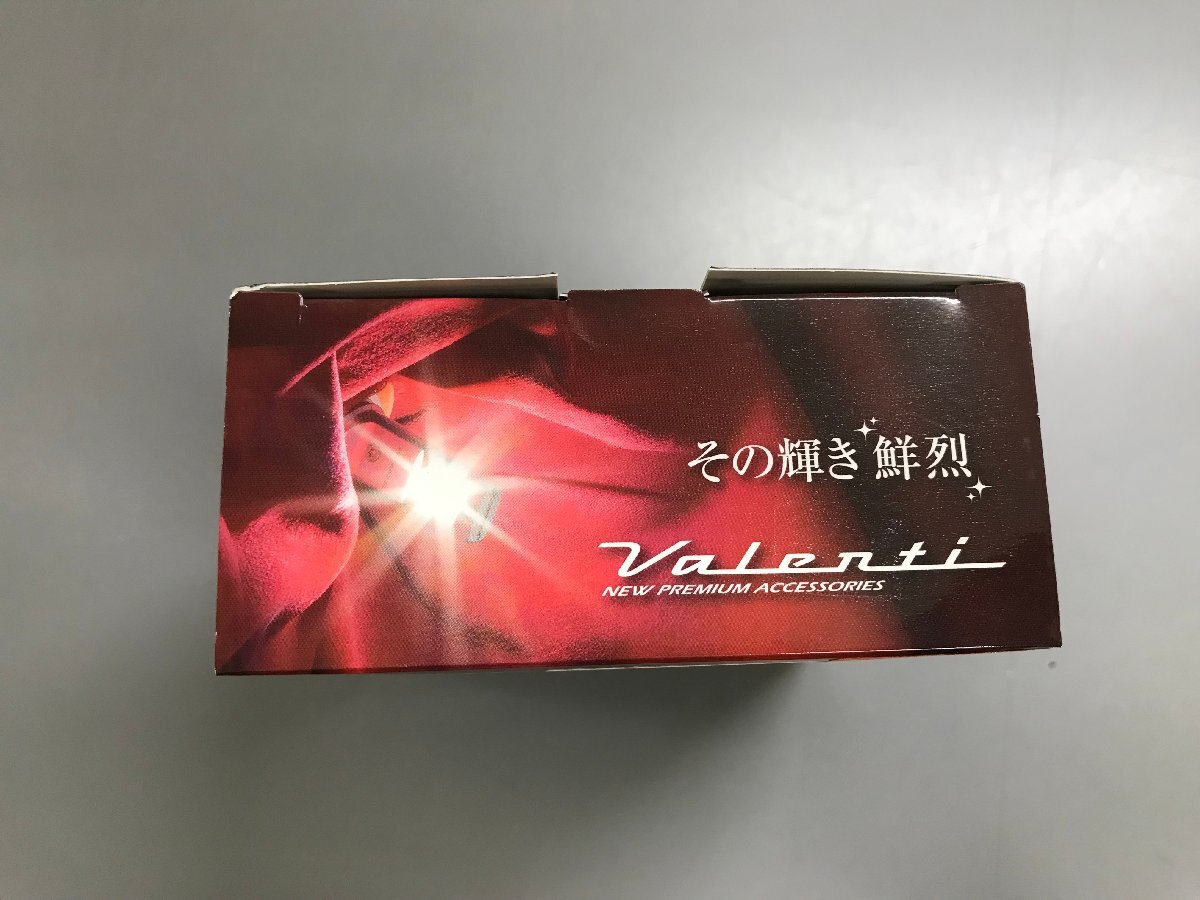 その輝き鮮烈
Valenti
NEW PREMIUM ACCESSORIES